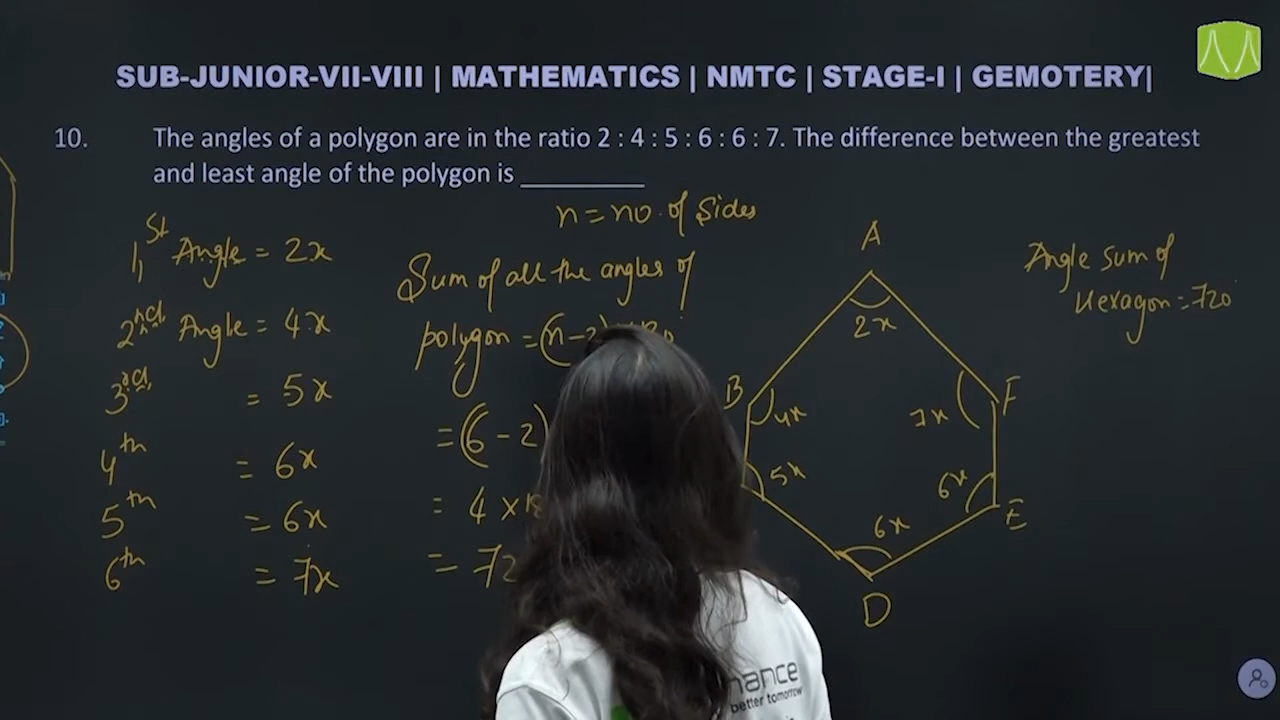 SUB-JUNIOR-VII-VIII | MATHEMATICS | NMTC | STAGE-I | GEMOTERY|
10. The angles of a polygon are in the ratio 2 : 4 : 5 : 6 : 6 : 7. The difference between the greatest
and least angle of the polygon is ________
n = no. of Sides
1st Angle = 2x
2nd Angle = 4x
3rd = 5x
4th = 6x
5th = 6x
6th = 7x
Sum of all the angles of
polygon = (n-2)
= (6-2)
= 4 × 18
= 72
A
2x
B
4x
7x
F
5x
6x
E
6x
D
Angle sum of
Hexagon = 720°
nance
better tomorrow